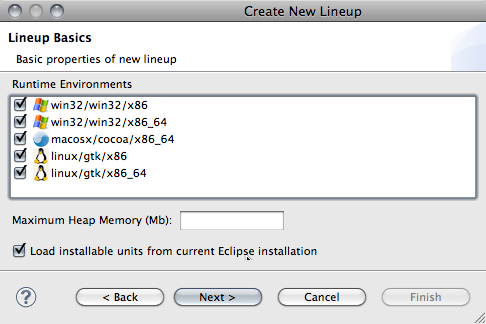 Create New Lineup
Lineup Basics
Basic properties of new lineup
Runtime Environments
win32/win32/x86
win32/win32/x86_64
macosx/cocoa/x86_64
linux/gtk/x86
linux/gtk/x86_64
Maximum Heap Memory (Mb):
Load installable units from current Eclipse installation
?
< Back
Next >
Cancel
Finish